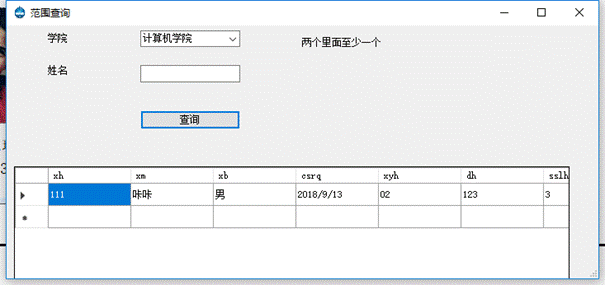 范围查询
学院 计算机学院 两个里面至少一个
姓名
查询
xh xm xb csrq xyh dh sslh
111 咔咔 男 2018/9/13 02 123 3